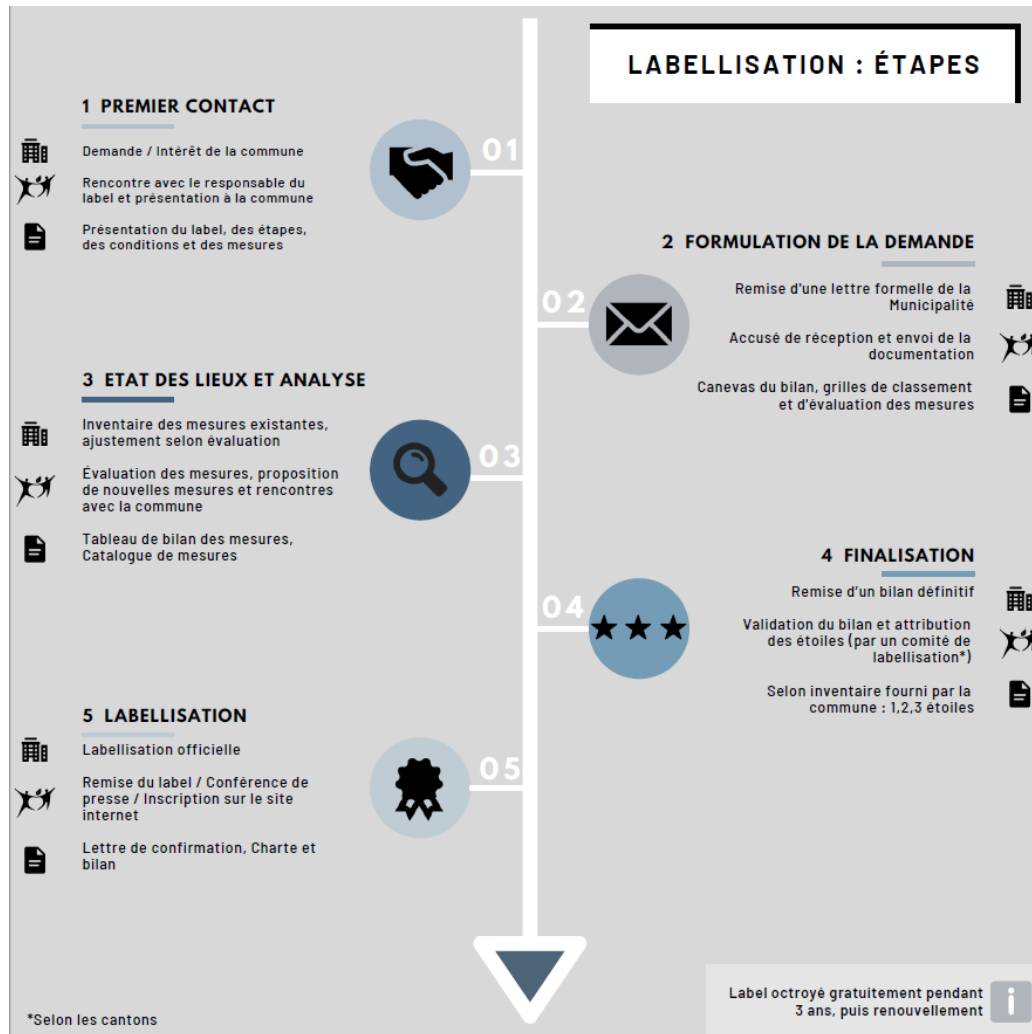 LABELLISATION : ÉTAPES
1 PREMIER CONTACT
01
Demande / Intérêt de la commune
Rencontre avec le responsable du
label et présentation à la commune
Présentation du label, des étapes,
des conditions et des mesures
2 FORMULATION DE LA DEMANDE
02
Remise d'une lettre formelle de la
Municipalité
Accusé de réception et envoi de la
documentation
Canevas du bilan, grilles de classement
et d'évaluation des mesures
3 ETAT DES LIEUX ET ANALYSE
03
Inventaire des mesures existantes,
ajustement selon évaluation
Évaluation des mesures, proposition
de nouvelles mesures et rencontres
avec la commune
Tableau de bilan des mesures,
Catalogue de mesures
4 FINALISATION
04
Remise d'un bilan définitif
Validation du bilan et attribution
des étoiles (par un comité de
labellisation*)
Selon inventaire fourni par la
commune : 1,2,3 étoiles
5 LABELLISATION
05
Labellisation officielle
Remise du label / Conférence de
presse / Inscription sur le site
internet
Lettre de confirmation, Charte et
bilan
Label octroyé gratuitement pendant
3 ans, puis renouvellement
i
*Selon les cantons